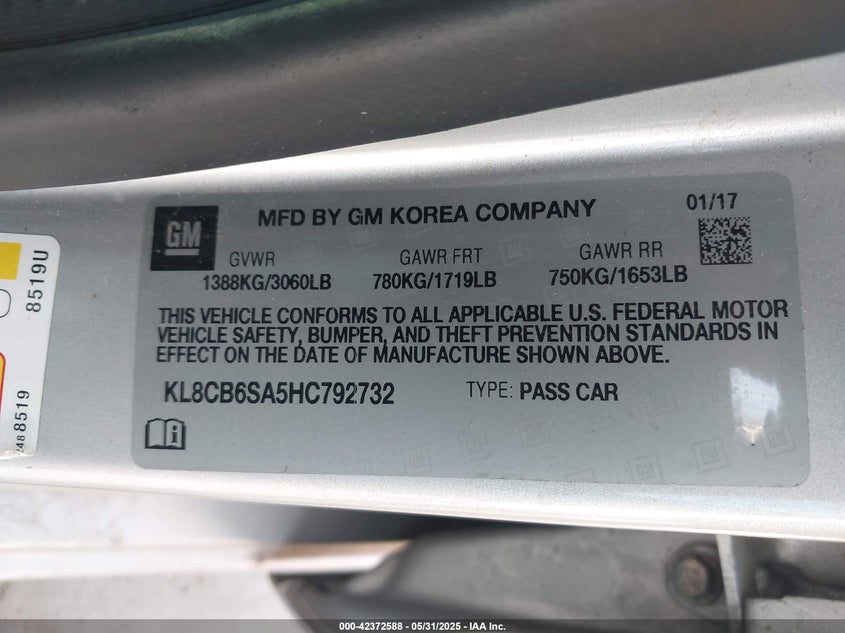 GM
MFD BY GM KOREA COMPANY
01/17
GVWR
GAWR FRT
GAWR RR
1388KG/3060LB
780KG/1719LB
750KG/1653LB
THIS VEHICLE CONFORMS TO ALL APPLICABLE U.S. FEDERAL MOTOR
VEHICLE SAFETY, BUMPER, AND THEFT PREVENTION STANDARDS IN
EFFECT ON THE DATE OF MANUFACTURE SHOWN ABOVE.
KL8CB6SA5HC792732
TYPE: PASS CAR
8519U
488519
000-42372588 - 05/31/2025 - IAA Inc.